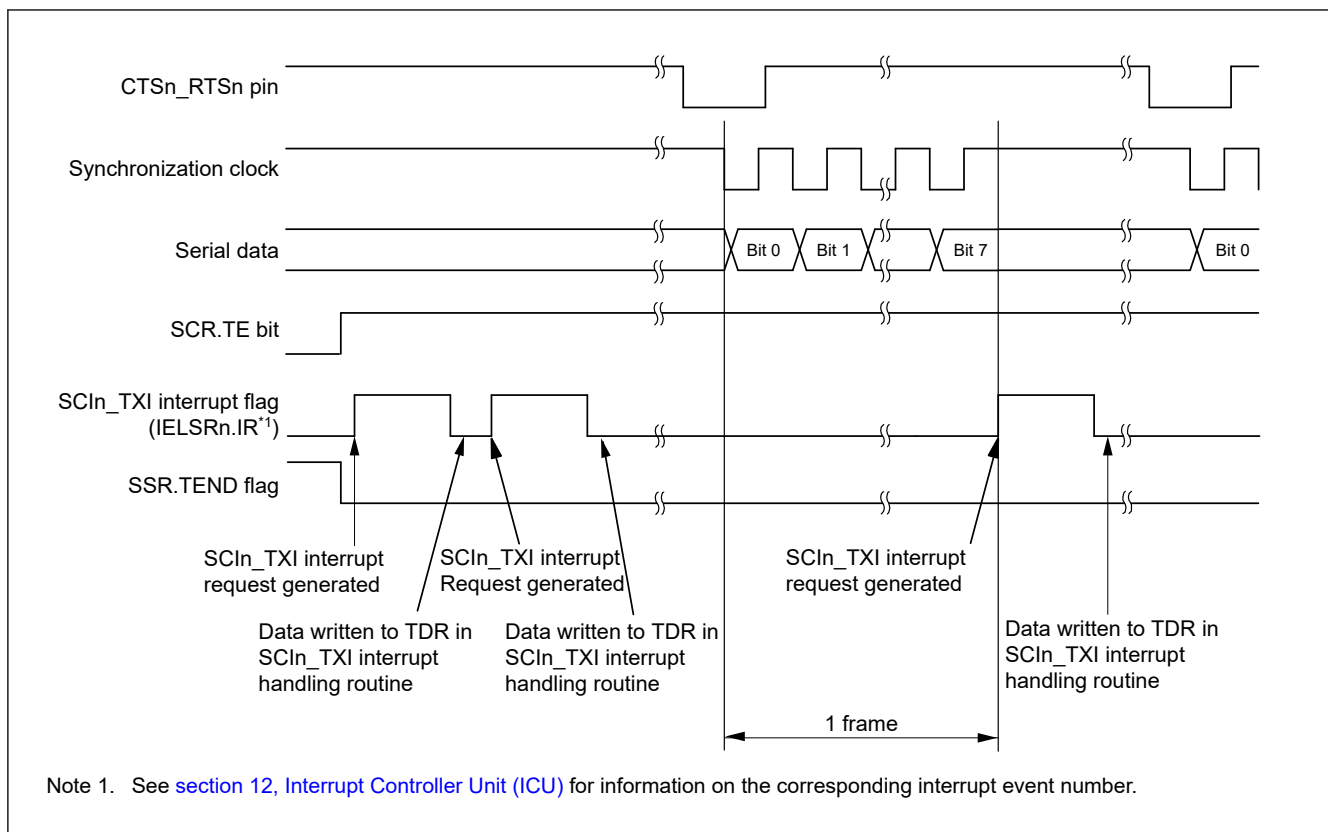 CTSn_RTSn pin
Synchronization clock
Serial data
Bit 0
Bit 1
Bit 7
Bit 0
SCR.TE bit
SCIn_TXI interrupt flag
(IELSRn.IR*1)
SSR.TEND flag
SCIn_TXI interrupt
request generated
SCIn_TXI interrupt
Request generated
SCIn_TXI interrupt
request generated
Data written to TDR in
SCIn_TXI interrupt
handling routine
Data written to TDR in
SCIn_TXI interrupt
handling routine
Data written to TDR in
SCIn_TXI interrupt
handling routine
1 frame
Note 1. See section 12, Interrupt Controller Unit (ICU) for information on the corresponding interrupt event number.